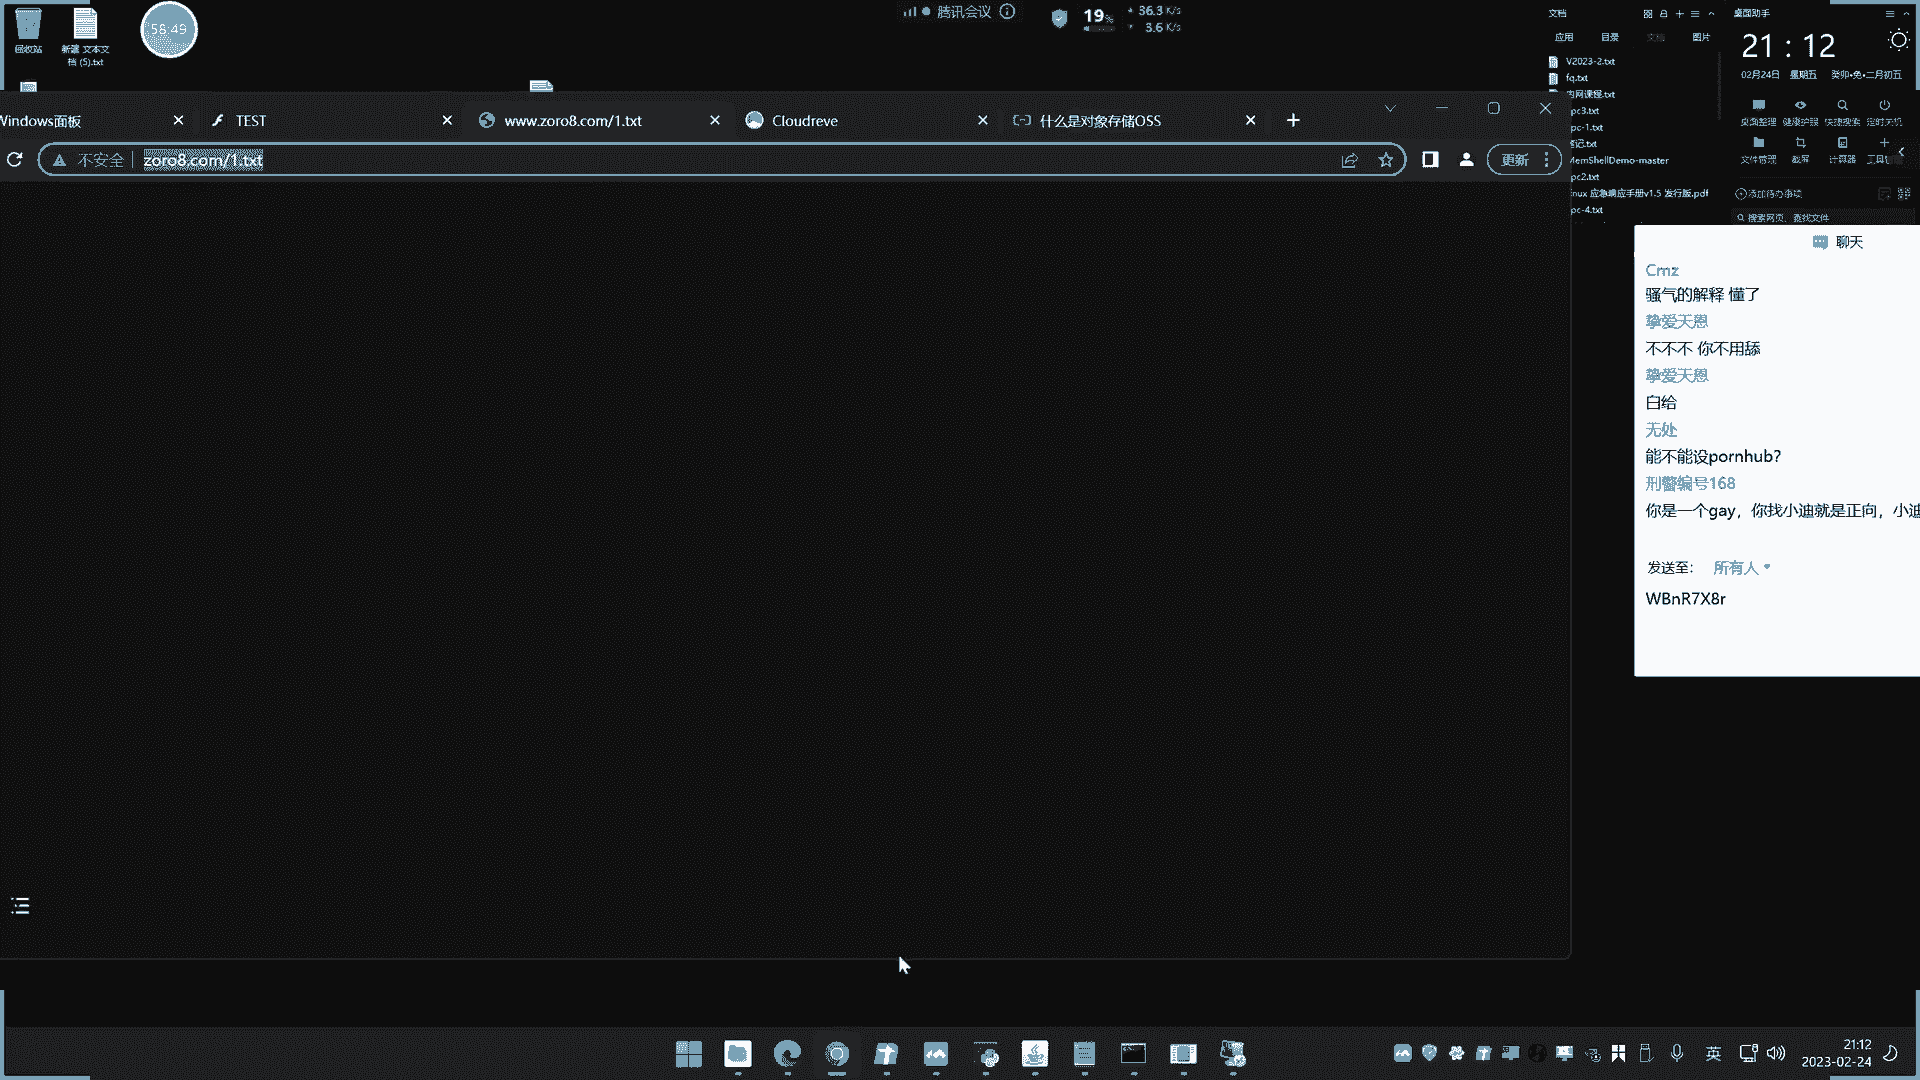 回收站
新建 文本文
档 (5).txt
56:49
腾讯会议
19%
36.3 K/s
3.6 K/s
文档
应用 目录 文档 图片
V2023-2.txt
fq.txt
内网课程.txt
pc3.txt
pc-1.txt
笔记.txt
MemShellDemo-master
pc2.txt
nux 应急响应手册v1.5 发行版.pdf
pc-4.txt
桌面助手
21 : 12
02月24日 星期五 癸卯•兔•二月初五
桌面整理 健康护眼 快捷搜索 定时关机
文件管理 截屏 计算器 工具
添加待办事项
搜索网页、查找文件
Windows面板
TEST
www.zoro8.com/1.txt
Cloudreve
什么是对象存储OSS
不安全
zoro8.com/1.txt
更新
聊天
Cmz
骚气的解释 懂了
挚爱天恩
不不不 你不用舔
挚爱天恩
白给
无处
能不能设pornhub?
刑警编号168
你是一个gay，你找小迪就是正向，小迪
发送至： 所有人
WBnR7X8r
英
21:12
2023-02-24